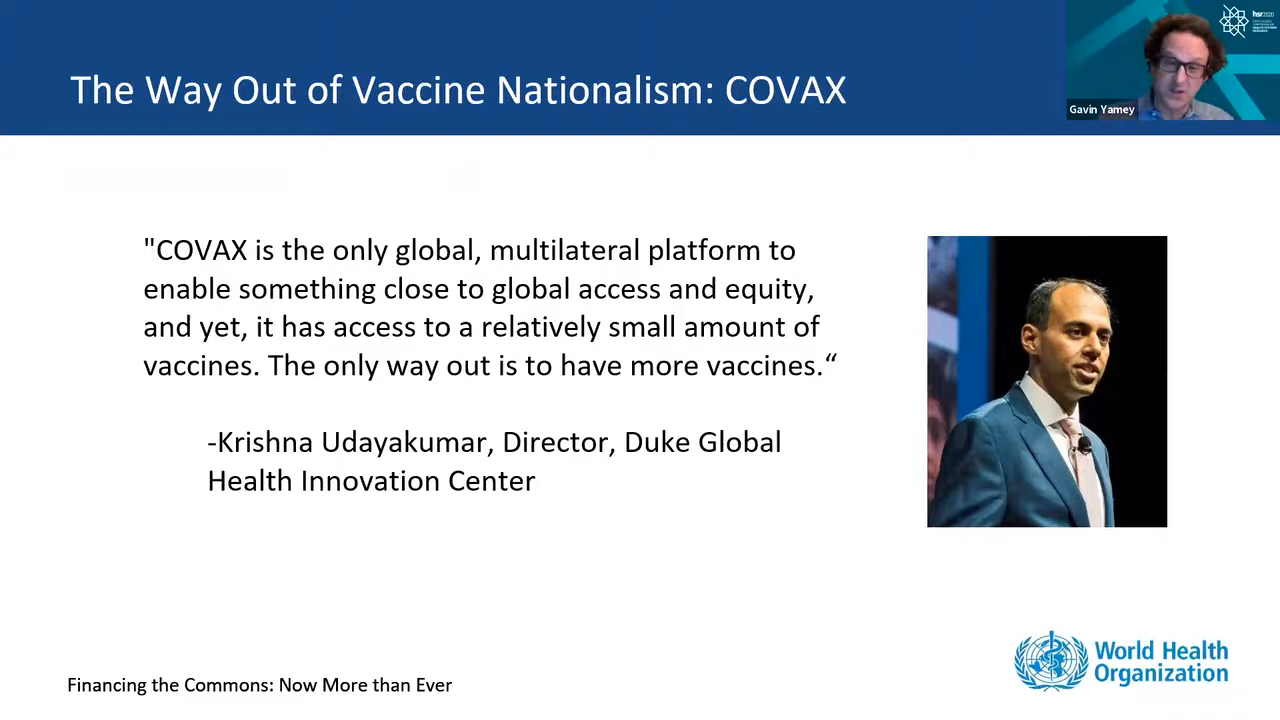 The Way Out of Vaccine Nationalism: COVAX
hsr2020
Gavin Yamey
"COVAX is the only global, multilateral platform to
enable something close to global access and equity,
and yet, it has access to a relatively small amount of
vaccines. The only way out is to have more vaccines.“
-Krishna Udayakumar, Director, Duke Global
Health Innovation Center
World Health
Organization
Financing the Commons: Now More than Ever